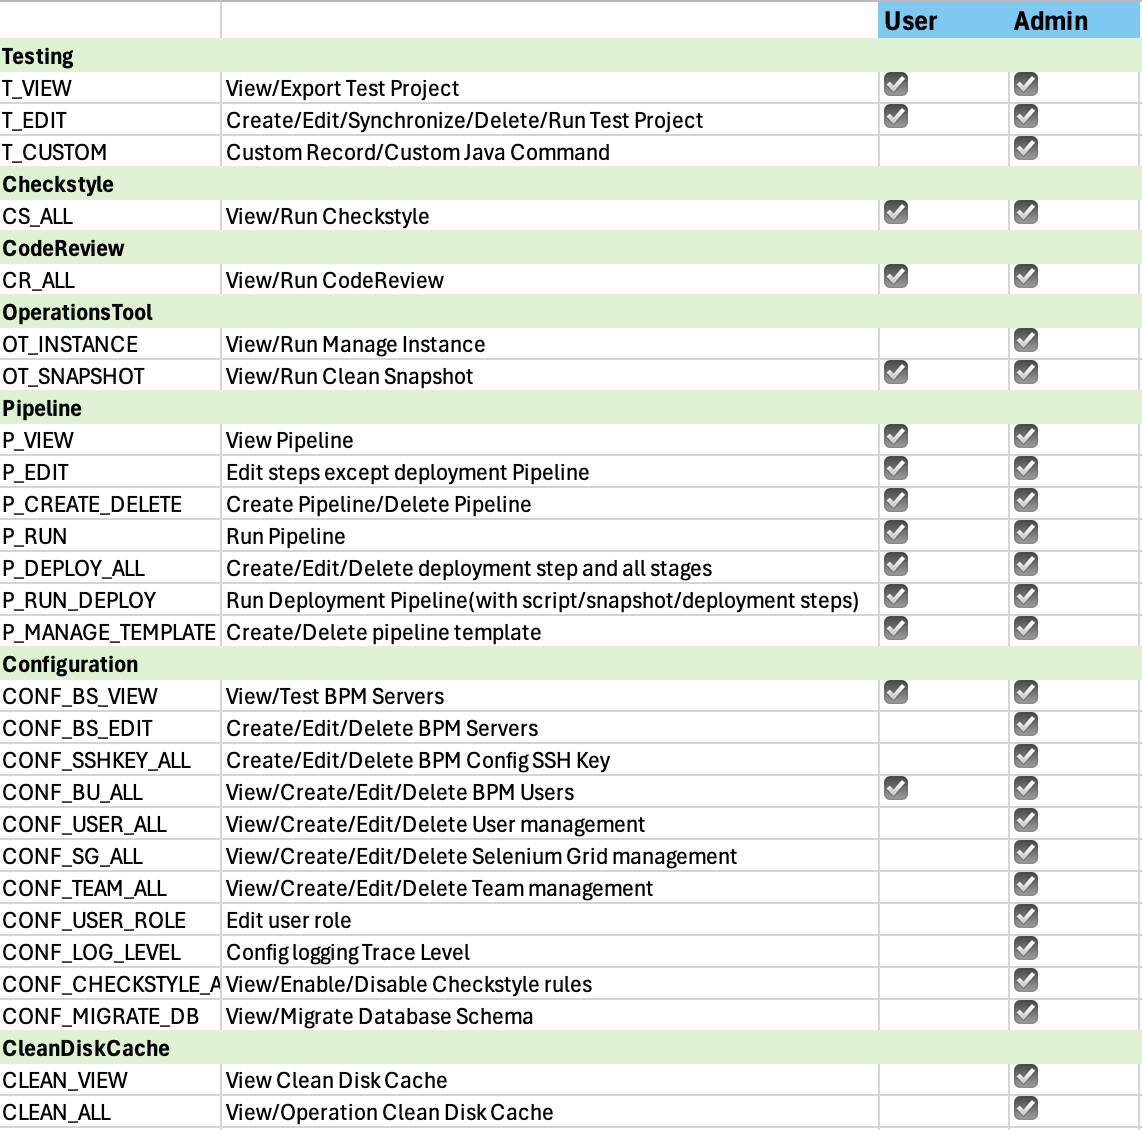 User Admin
Testing
T_VIEW View/Export Test Project
T_EDIT Create/Edit/Synchronize/Delete/Run Test Project
T_CUSTOM Custom Record/Custom Java Command
Checkstyle
CS_ALL View/Run Checkstyle
CodeReview
CR_ALL View/Run CodeReview
OperationsTool
OT_INSTANCE View/Run Manage Instance
OT_SNAPSHOT View/Run Clean Snapshot
Pipeline
P_VIEW View Pipeline
P_EDIT Edit steps except deployment Pipeline
P_CREATE_DELETE Create Pipeline/Delete Pipeline
P_RUN Run Pipeline
P_DEPLOY_ALL Create/Edit/Delete deployment step and all stages
P_RUN_DEPLOY Run Deployment Pipeline(with script/snapshot/deployment steps)
P_MANAGE_TEMPLATE Create/Delete pipeline template
Configuration
CONF_BS_VIEW View/Test BPM Servers
CONF_BS_EDIT Create/Edit/Delete BPM Servers
CONF_SSHKEY_ALL Create/Edit/Delete BPM Config SSH Key
CONF_BU_ALL View/Create/Edit/Delete BPM Users
CONF_USER_ALL View/Create/Edit/Delete User management
CONF_SG_ALL View/Create/Edit/Delete Selenium Grid management
CONF_TEAM_ALL View/Create/Edit/Delete Team management
CONF_USER_ROLE Edit user role
CONF_LOG_LEVEL Config logging Trace Level
CONF_CHECKSTYLE_A View/Enable/Disable Checkstyle rules
CONF_MIGRATE_DB View/Migrate Database Schema
CleanDiskCache
CLEAN_VIEW View Clean Disk Cache
CLEAN_ALL View/Operation Clean Disk Cache